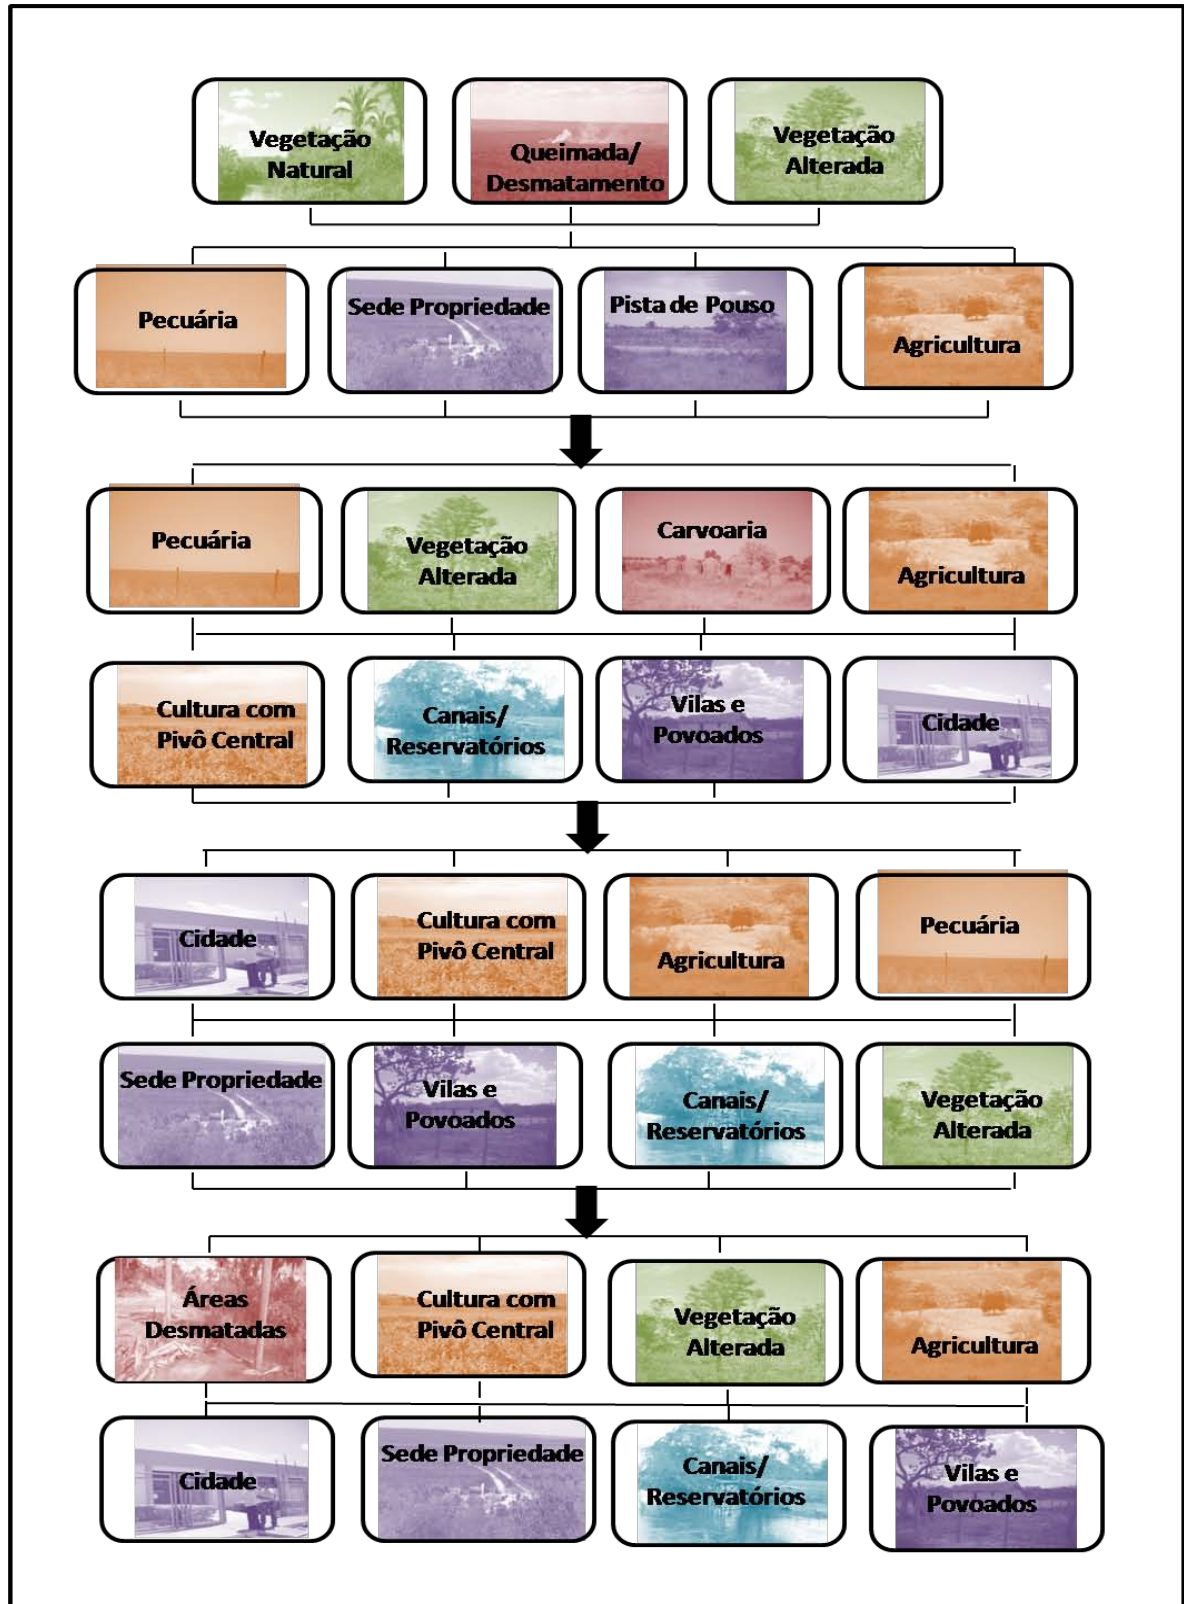 Vegetação
Natural
Queimada/
Desmatamento
Vegetação
Alterada
Pecuária
Sede Propriedade
Pista de Pouso
Agricultura
Pecuária
Vegetação
Alterada
Carvoaria
Agricultura
Cultura com
Pivô Central
Canais/
Reservatórios
Vilas e
Povoados
Cidade
Cidade
Cultura com
Pivô Central
Agricultura
Pecuária
Sede Propriedade
Vilas e
Povoados
Canais/
Reservatórios
Vegetação
Alterada
Áreas
Desmatadas
Cultura com
Pivô Central
Vegetação
Alterada
Agricultura
Cidade
Sede Propriedade
Canais/
Reservatórios
Vilas e
Povoados